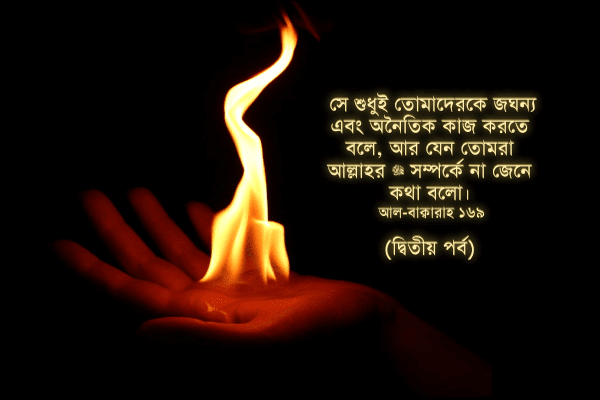 সে শুধুই তোমাদেরকে জঘন্য
এবং অনৈতিক কাজ করতে
বলে, আর যেন তোমরা
আল্লাহর ﷻ সম্পর্কে না জেনে
কথা বলো।
আল-বাক্বারাহ ১৬৯
(দ্বিতীয় পর্ব)